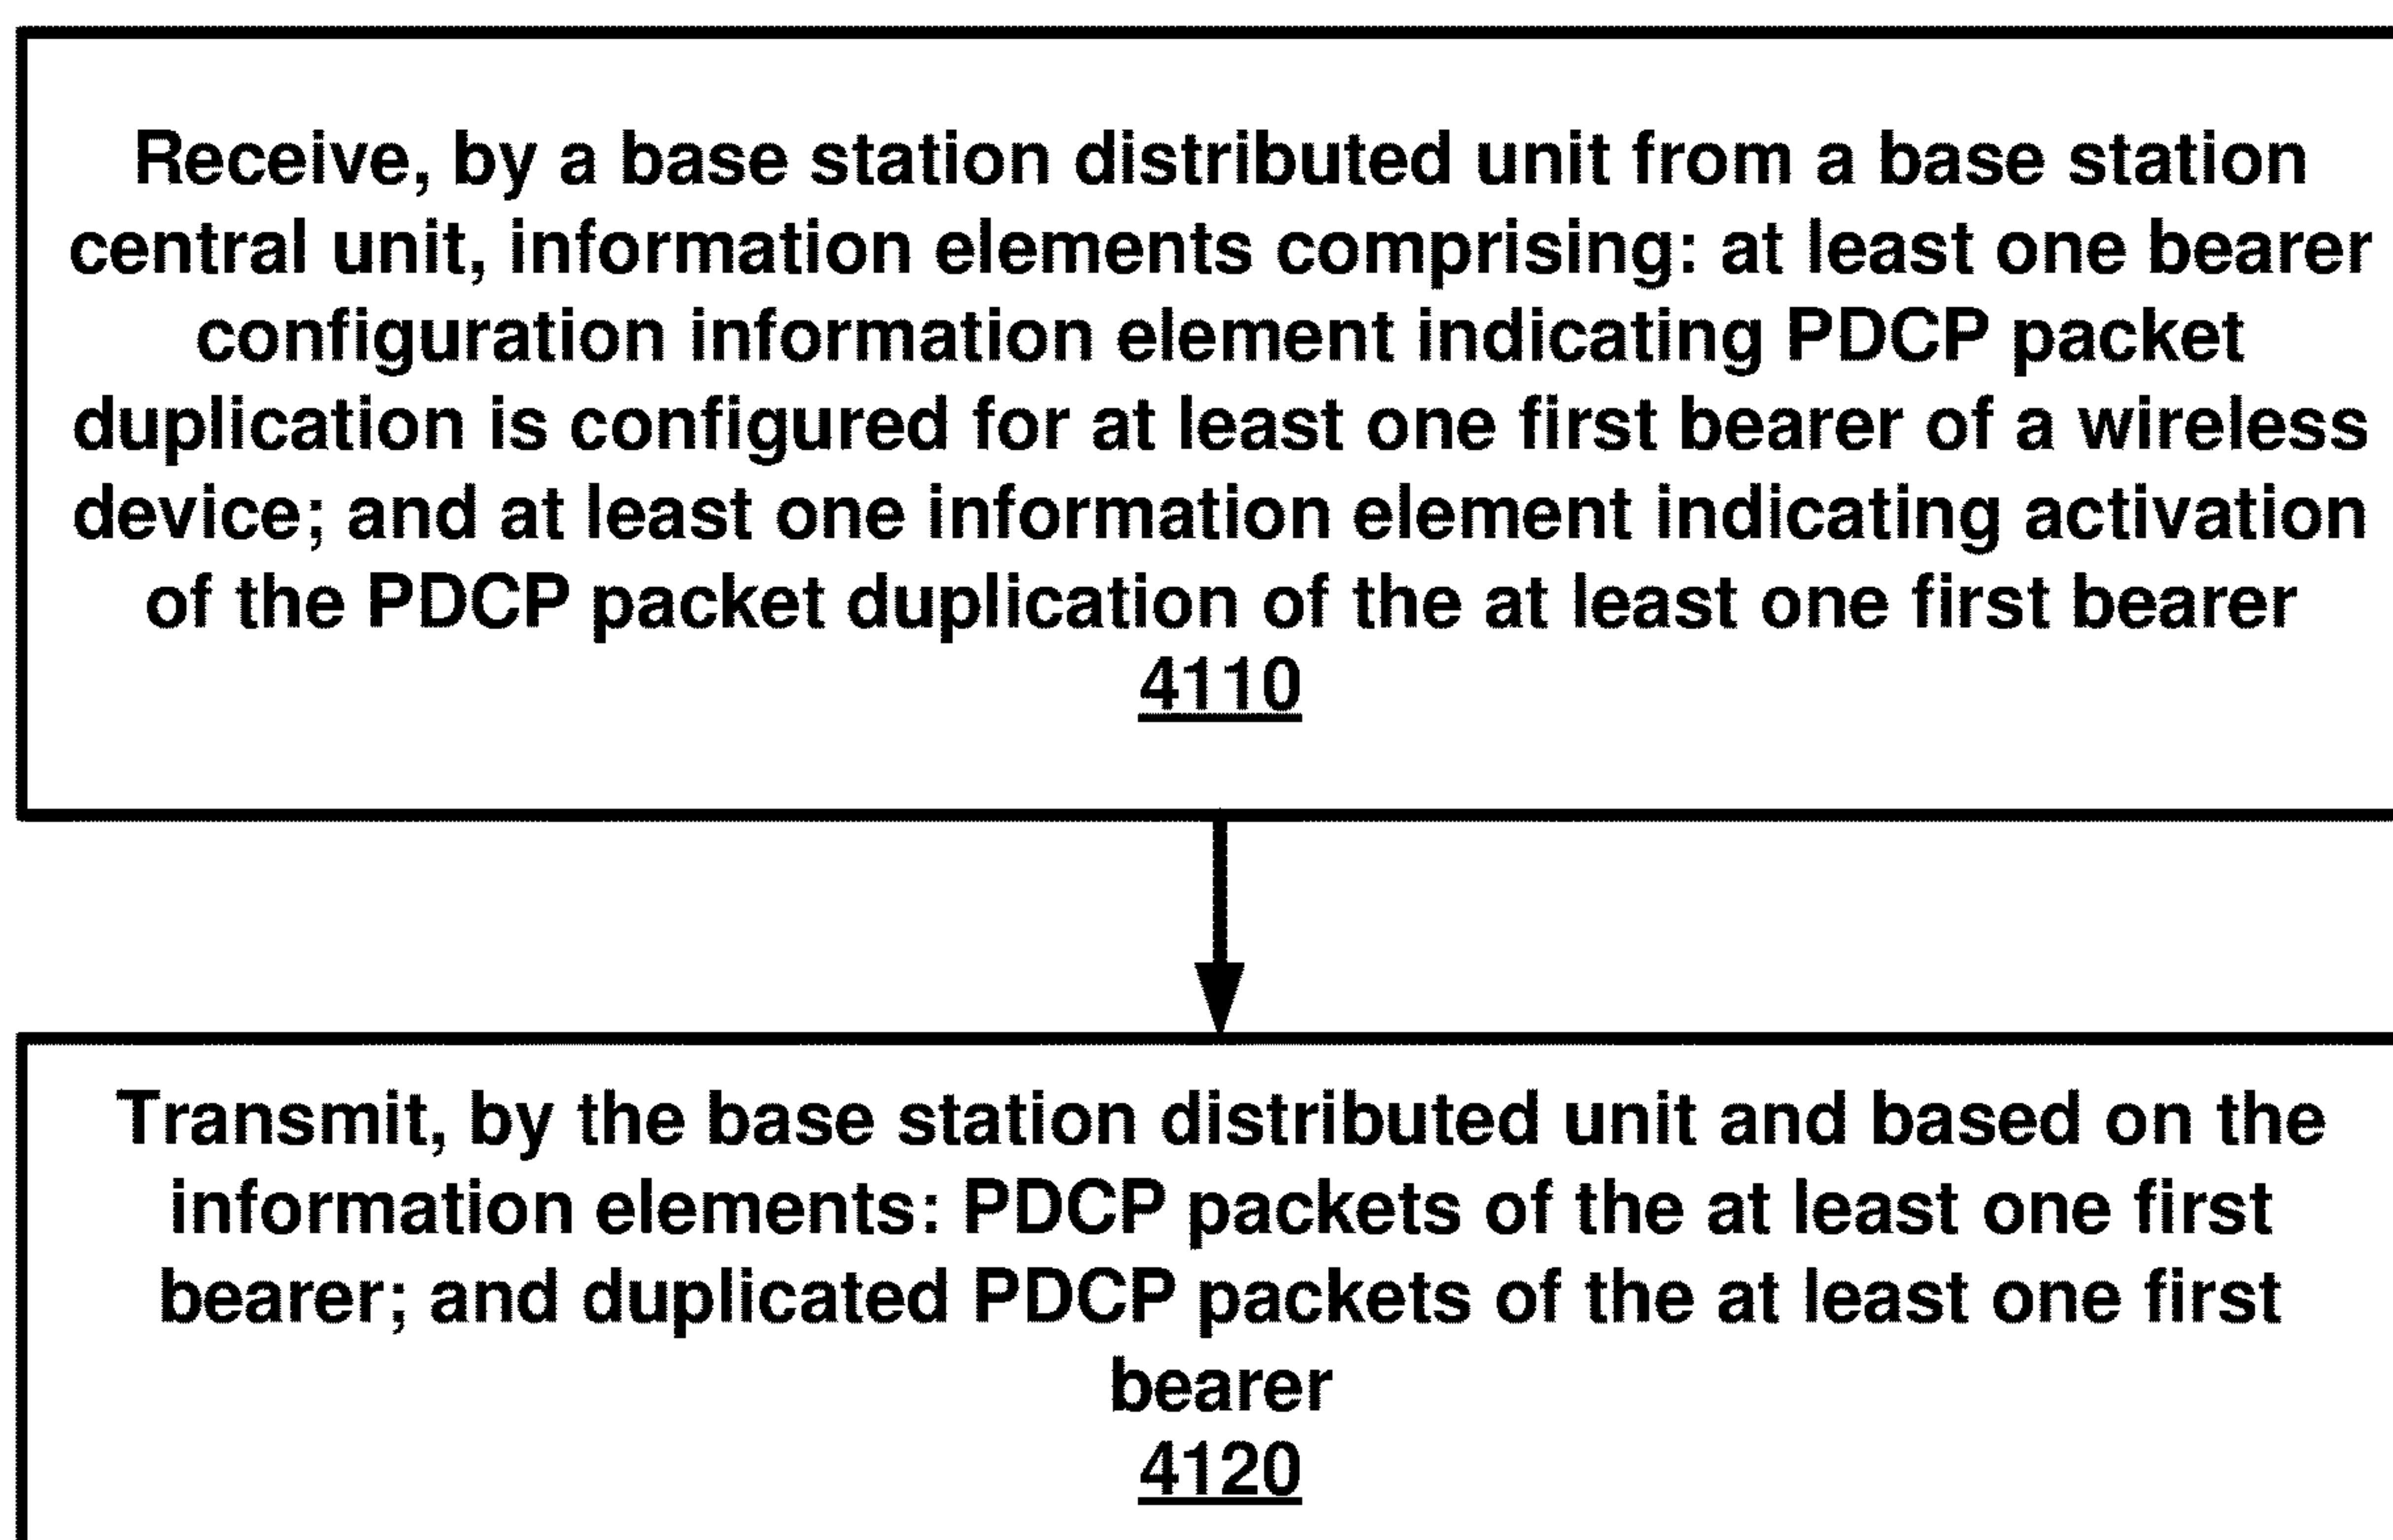 Receive, by a base station distributed unit from a base station
central unit, information elements comprising: at least one bearer
configuration information element indicating PDCP packet
duplication is configured for at least one first bearer of a wireless
device; and at least one information element indicating activation
of the PDCP packet duplication of the at least one first bearer
4110
Transmit, by the base station distributed unit and based on the
information elements: PDCP packets of the at least one first
bearer; and duplicated PDCP packets of the at least one first
bearer
4120